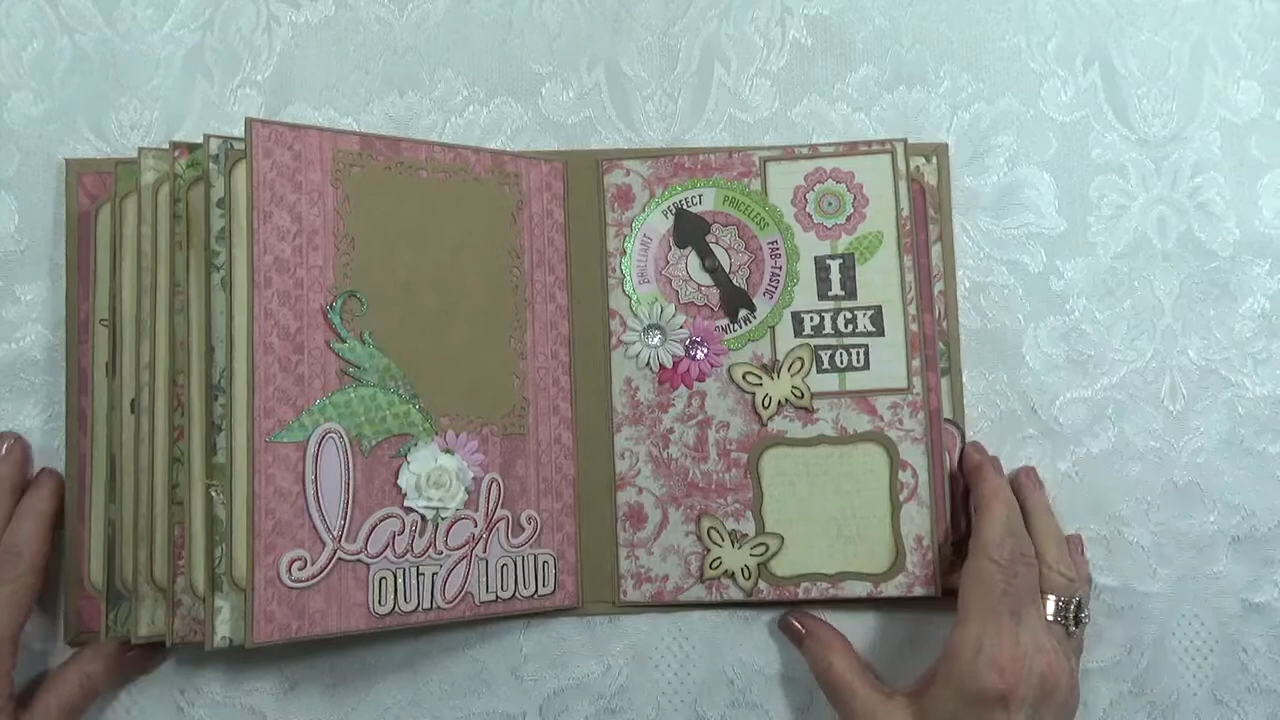 laugh
OUT LOUD
PERFECT
PRICELESS
FAB-TASTIC
AMAZING
BRILLIANT
I
PICK
YOU